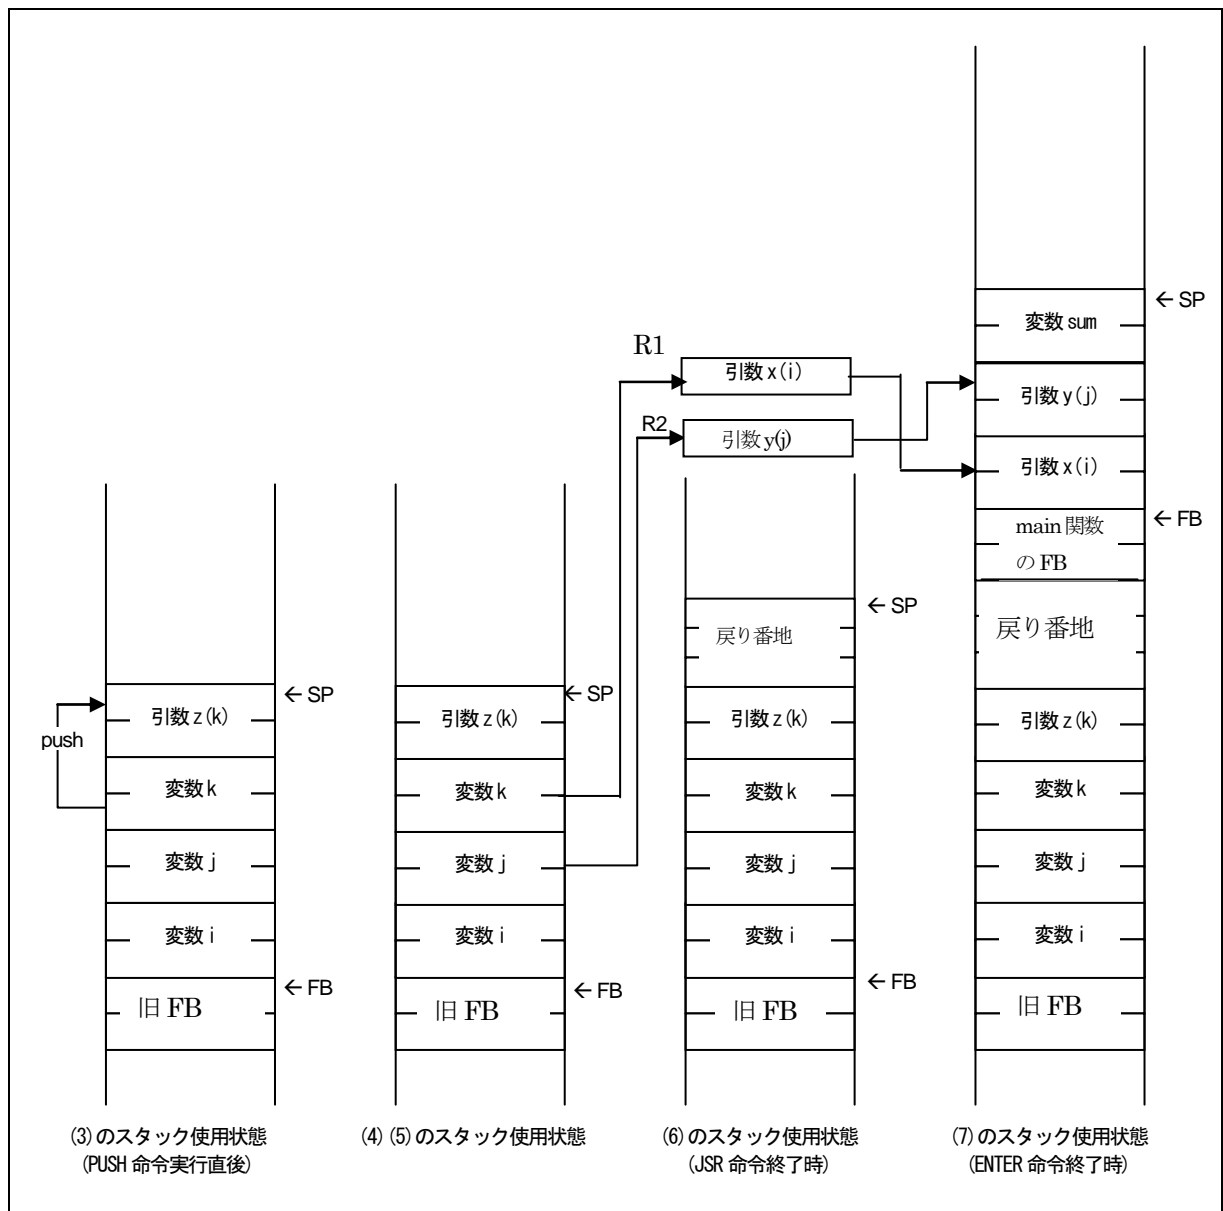 ← SP
変数 sum
R1
引数 x(i)
引数 y(j)
R2
引数 y(j)
引数 x(i)
← FB
main 関数
の FB
← SP
戻り番地
戻り番地
← SP
← SP
push
引数 z(k)
引数 z(k)
引数 z(k)
引数 z(k)
変数 k
変数 k
変数 k
変数 k
変数 j
変数 j
変数 j
変数 j
変数 i
変数 i
変数 i
変数 i
← FB
← FB
← FB
旧 FB
旧 FB
旧 FB
旧 FB
(3)のスタック使用状態
(PUSH 命令実行直後)
(4)(5)のスタック使用状態
(6)のスタック使用状態
(JSR 命令終了時)
(7)のスタック使用状態
(ENTER 命令終了時)